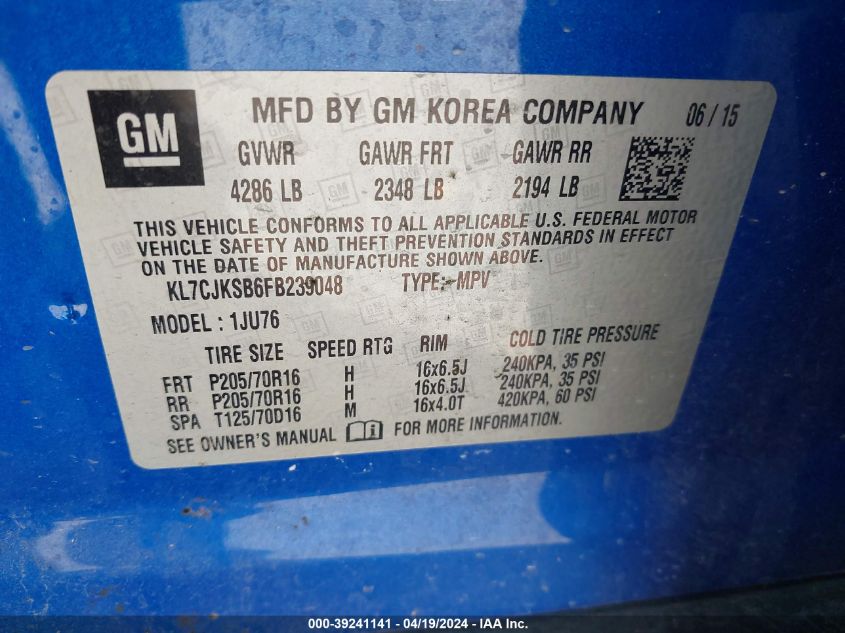 GM
MFD BY GM KOREA COMPANY 06/15
GVWR GAWR FRT GAWR RR
4286 LB 2348 LB 2194 LB
THIS VEHICLE CONFORMS TO ALL APPLICABLE U.S. FEDERAL MOTOR
VEHICLE SAFETY AND THEFT PREVENTION STANDARDS IN EFFECT
ON THE DATE OF MANUFACTURE SHOWN ABOVE.
KL7CJKSB6FB239048 TYPE:-MPV
MODEL : 1JU76
TIRE SIZE SPEED RTG RIM COLD TIRE PRESSURE
FRT P205/70R16 H 16x6.5J 240KPA, 35 PSI
RR P205/70R16 H 16x6.5J 240KPA, 35 PSI
SPA T125/70D16 M 16x4.0T 420KPA, 60 PSI
SEE OWNER'S MANUAL i FOR MORE INFORMATION.
000-39241141 - 04/19/2024 - IAA Inc.